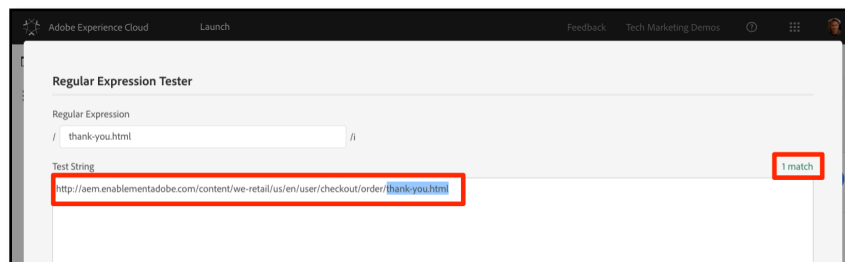 Adobe Experience Cloud Launch Feedback Tech Marketing Demos
Regular Expression Tester
Regular Expression
/ thank-you.html /i
Test String 1 match
http://aem.enablementadobe.com/content/we-retail/us/en/user/checkout/order/thank-you.html